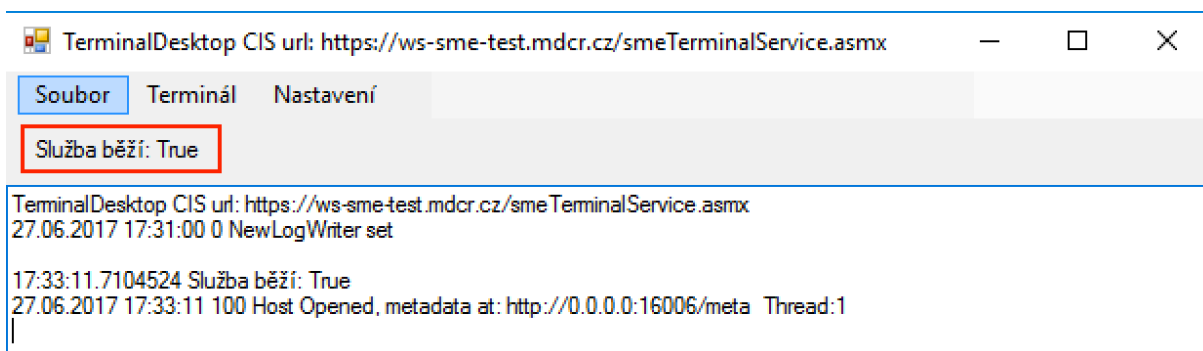 TerminalDesktop CIS url: https://ws-sme-test.mdcr.cz/smeTerminalService.asmx
Soubor Terminál Nastavení
Služba běží: True
TerminalDesktop CIS url: https://ws-sme-test.mdcr.cz/smeTerminalService.asmx
27.06.2017 17:31:00 0 NewLogWriter set
17:33:11.7104524 Služba běží: True
27.06.2017 17:33:11 100 Host Opened, metadata at: http://0.0.0.0:16006/meta Thread:1